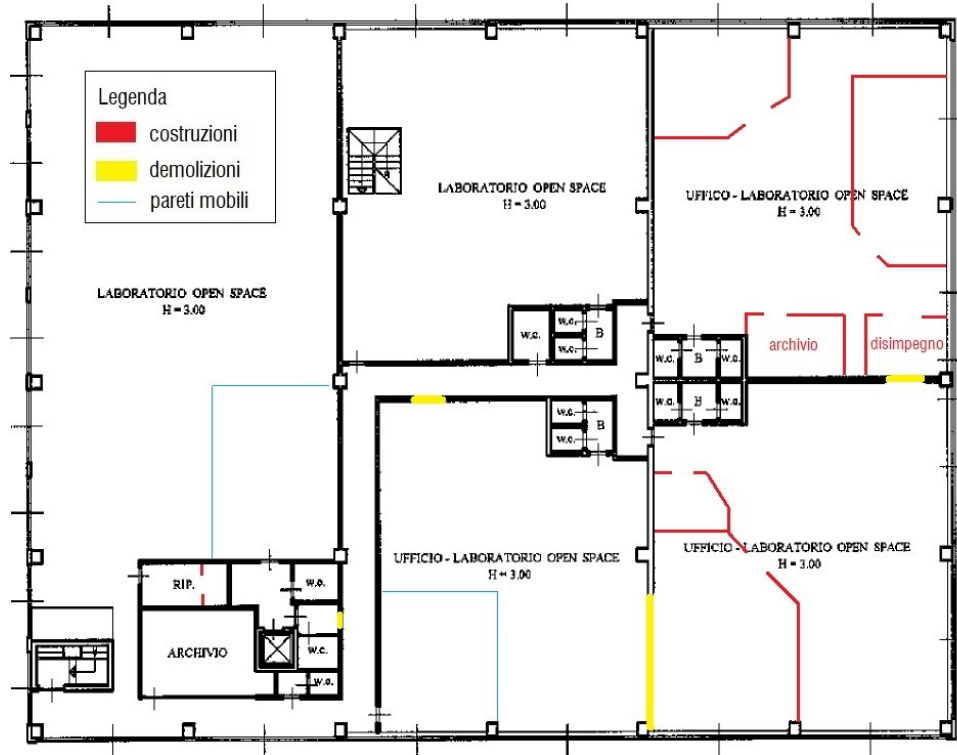 Legenda
costruzioni
demolizioni
pareti mobili
LABORATORIO OPEN SPACE
H = 3.00
UFFICO - LABORATORIO OPEN SPACE
H = 3.00
LABORATORIO OPEN SPACE
H = 3.00
W.C.
W.C.
W.C.
B
archivio
disimpegno
W.C.
B
W.C.
W.C.
B
W.C.
W.C.
W.C.
B
UFFICIO - LABORATORIO OPEN SPACE
H = 3.00
UFFICIO - LABORATORIO OPEN SPACE
H = 3.00
RIP.
W.C.
ARCHIVIO
W.C.
W.C.